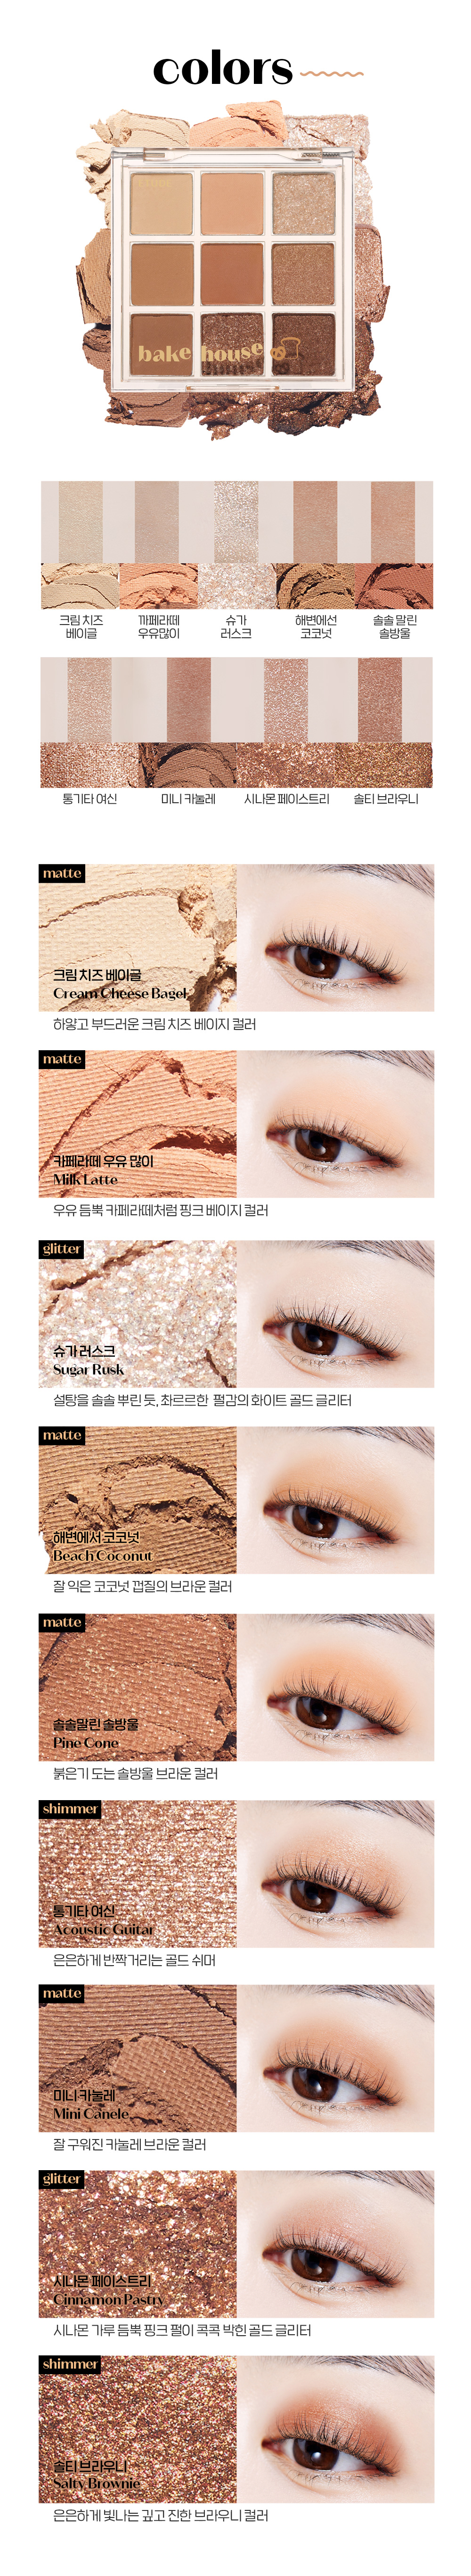 colors
bake house
크림 치즈
베이글
까페라떼
우유많이
슈가
러스크
해변에선
코코넛
솔솔 말린
솔방울
통기타 여신
미니 카눌레
시나몬 페이스트리
솔티 브라우니
matte
크림 치즈 베이글
Cream Cheese Bagel
하얗고 부드러운 크림 치즈 베이지 컬러
matte
카페라떼 우유 많이
Milk Latte
우유 듬뿍 카페라떼처럼 핑크 베이지 컬러
glitter
슈가 러스크
Sugar Rusk
설탕을 솔솔 뿌린 듯, 촤르르한 펄감의 화이트 골드 글리터
matte
해변에서 코코넛
Beach Coconut
잘 익은 코코넛 껍질의 브라운 컬러
matte
솔솔말린 솔방울
Pine Cone
붉은기 도는 솔방울 브라운 컬러
shimmer
통기타 여신
Acoustic Guitar
은은하게 반짝거리는 골드 쉬머
matte
미니 카눌레
Mini Canele
잘 구워진 카눌레 브라운 컬러
glitter
시나몬 페이스트리
Cinnamon Pastry
시나몬 가루 듬뿍 핑크 펄이 콕콕 박힌 골드 글리터
shimmer
솔티 브라우니
Salty Brownie
은은하게 빛나는 깊고 진한 브라우니 컬러